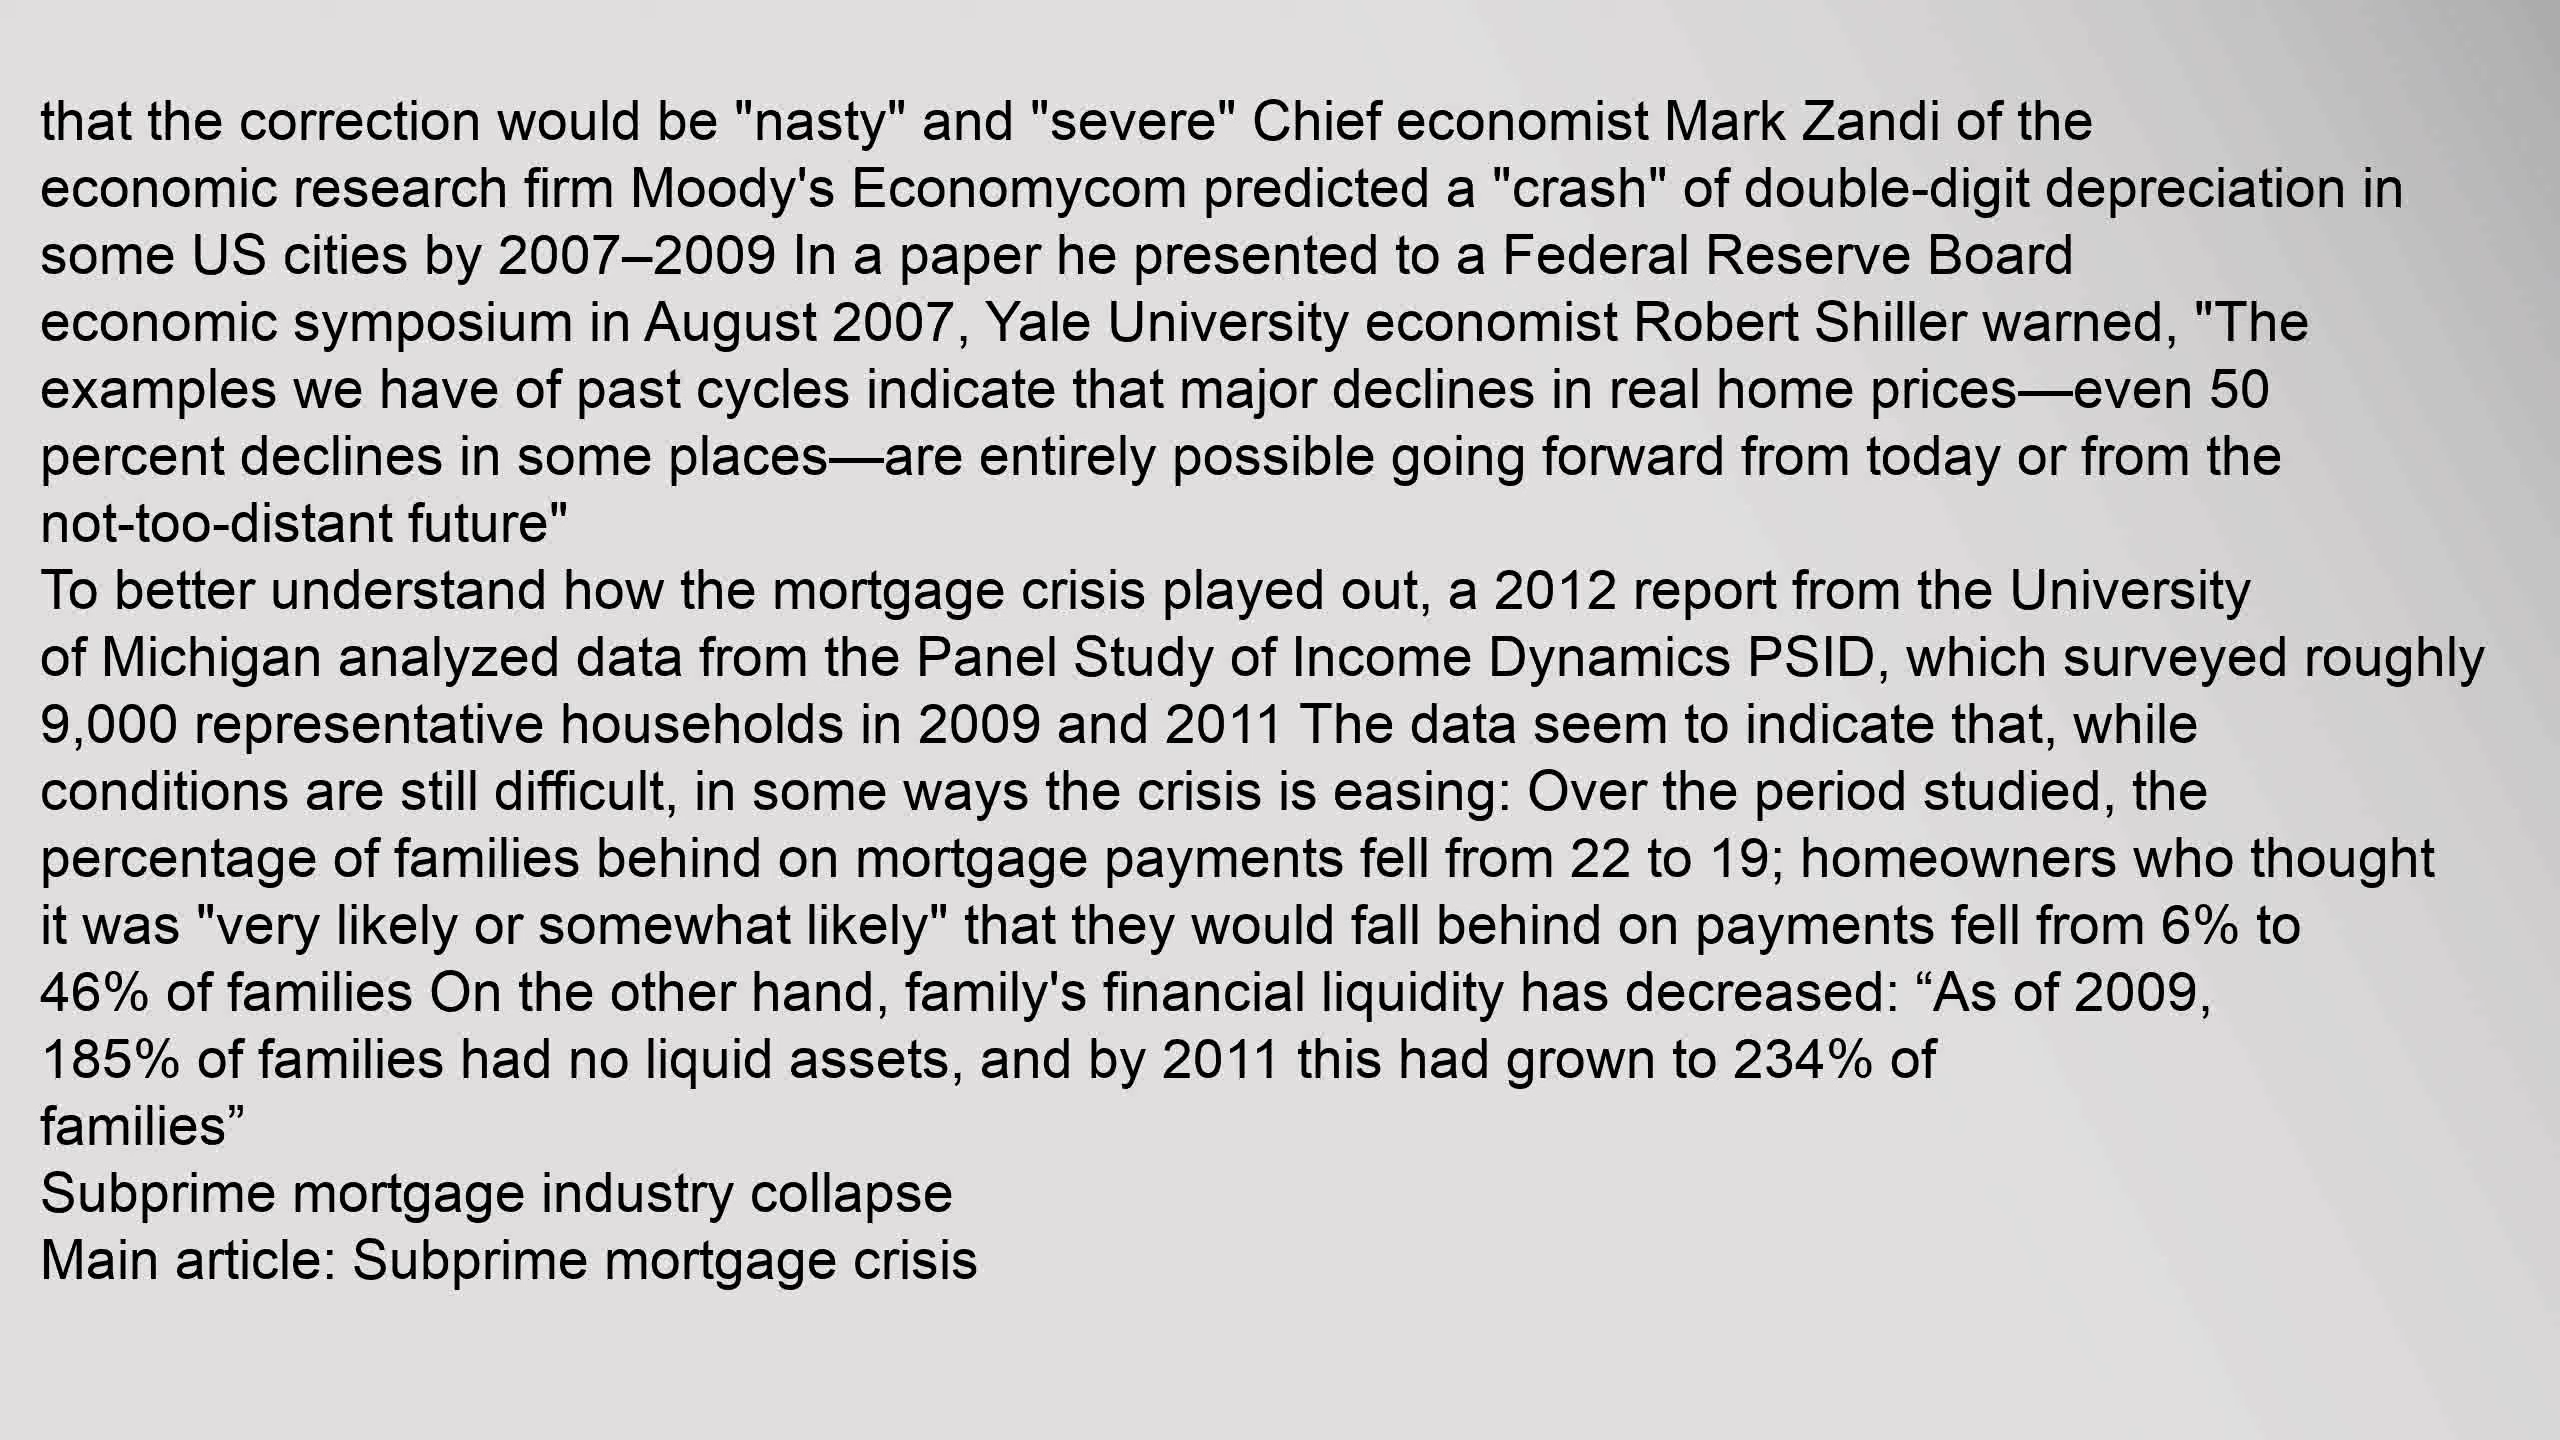 that the correction would be "nasty" and "severe" Chief economist Mark Zandi of the
economic research firm Moody's Economycom predicted a "crash" of double-digit depreciation in
some US cities by 2007–2009 In a paper he presented to a Federal Reserve Board
economic symposium in August 2007, Yale University economist Robert Shiller warned, "The
examples we have of past cycles indicate that major declines in real home prices—even 50
percent declines in some places—are entirely possible going forward from today or from the
not-too-distant future"
To better understand how the mortgage crisis played out, a 2012 report from the University
of Michigan analyzed data from the Panel Study of Income Dynamics PSID, which surveyed roughly
9,000 representative households in 2009 and 2011 The data seem to indicate that, while
conditions are still difficult, in some ways the crisis is easing: Over the period studied, the
percentage of families behind on mortgage payments fell from 22 to 19; homeowners who thought
it was "very likely or somewhat likely" that they would fall behind on payments fell from 6% to
46% of families On the other hand, family's financial liquidity has decreased: “As of 2009,
185% of families had no liquid assets, and by 2011 this had grown to 234% of
families”
Subprime mortgage industry collapse
Main article: Subprime mortgage crisis